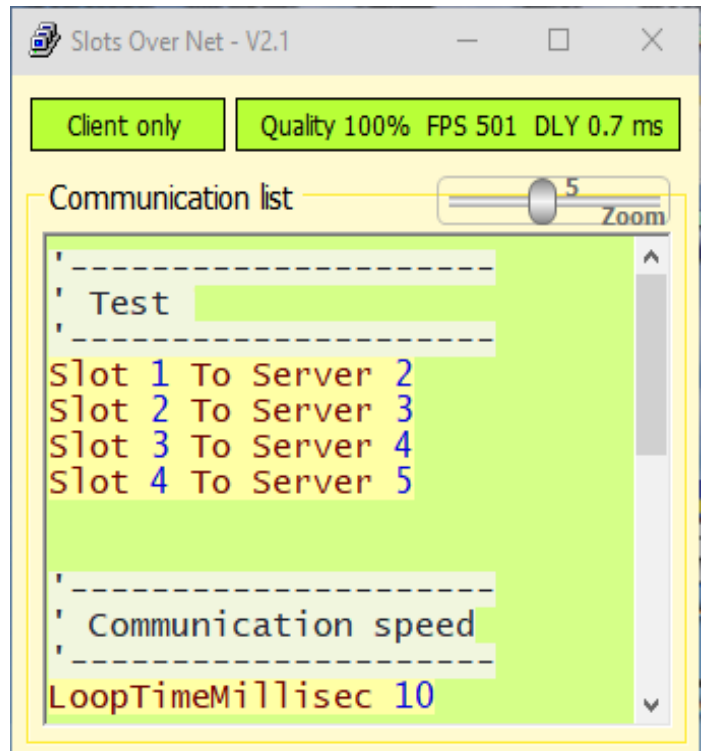 Slots Over Net - V2.1
Client only
Quality 100% FPS 501 DLY 0.7 ms
Communication list
5
Zoom
'----------------------
' Test
'----------------------
Slot 1 To Server 2
Slot 2 To Server 3
Slot 3 To Server 4
Slot 4 To Server 5
'----------------------
' Communication speed
'----------------------
LoopTimeMillisec 10